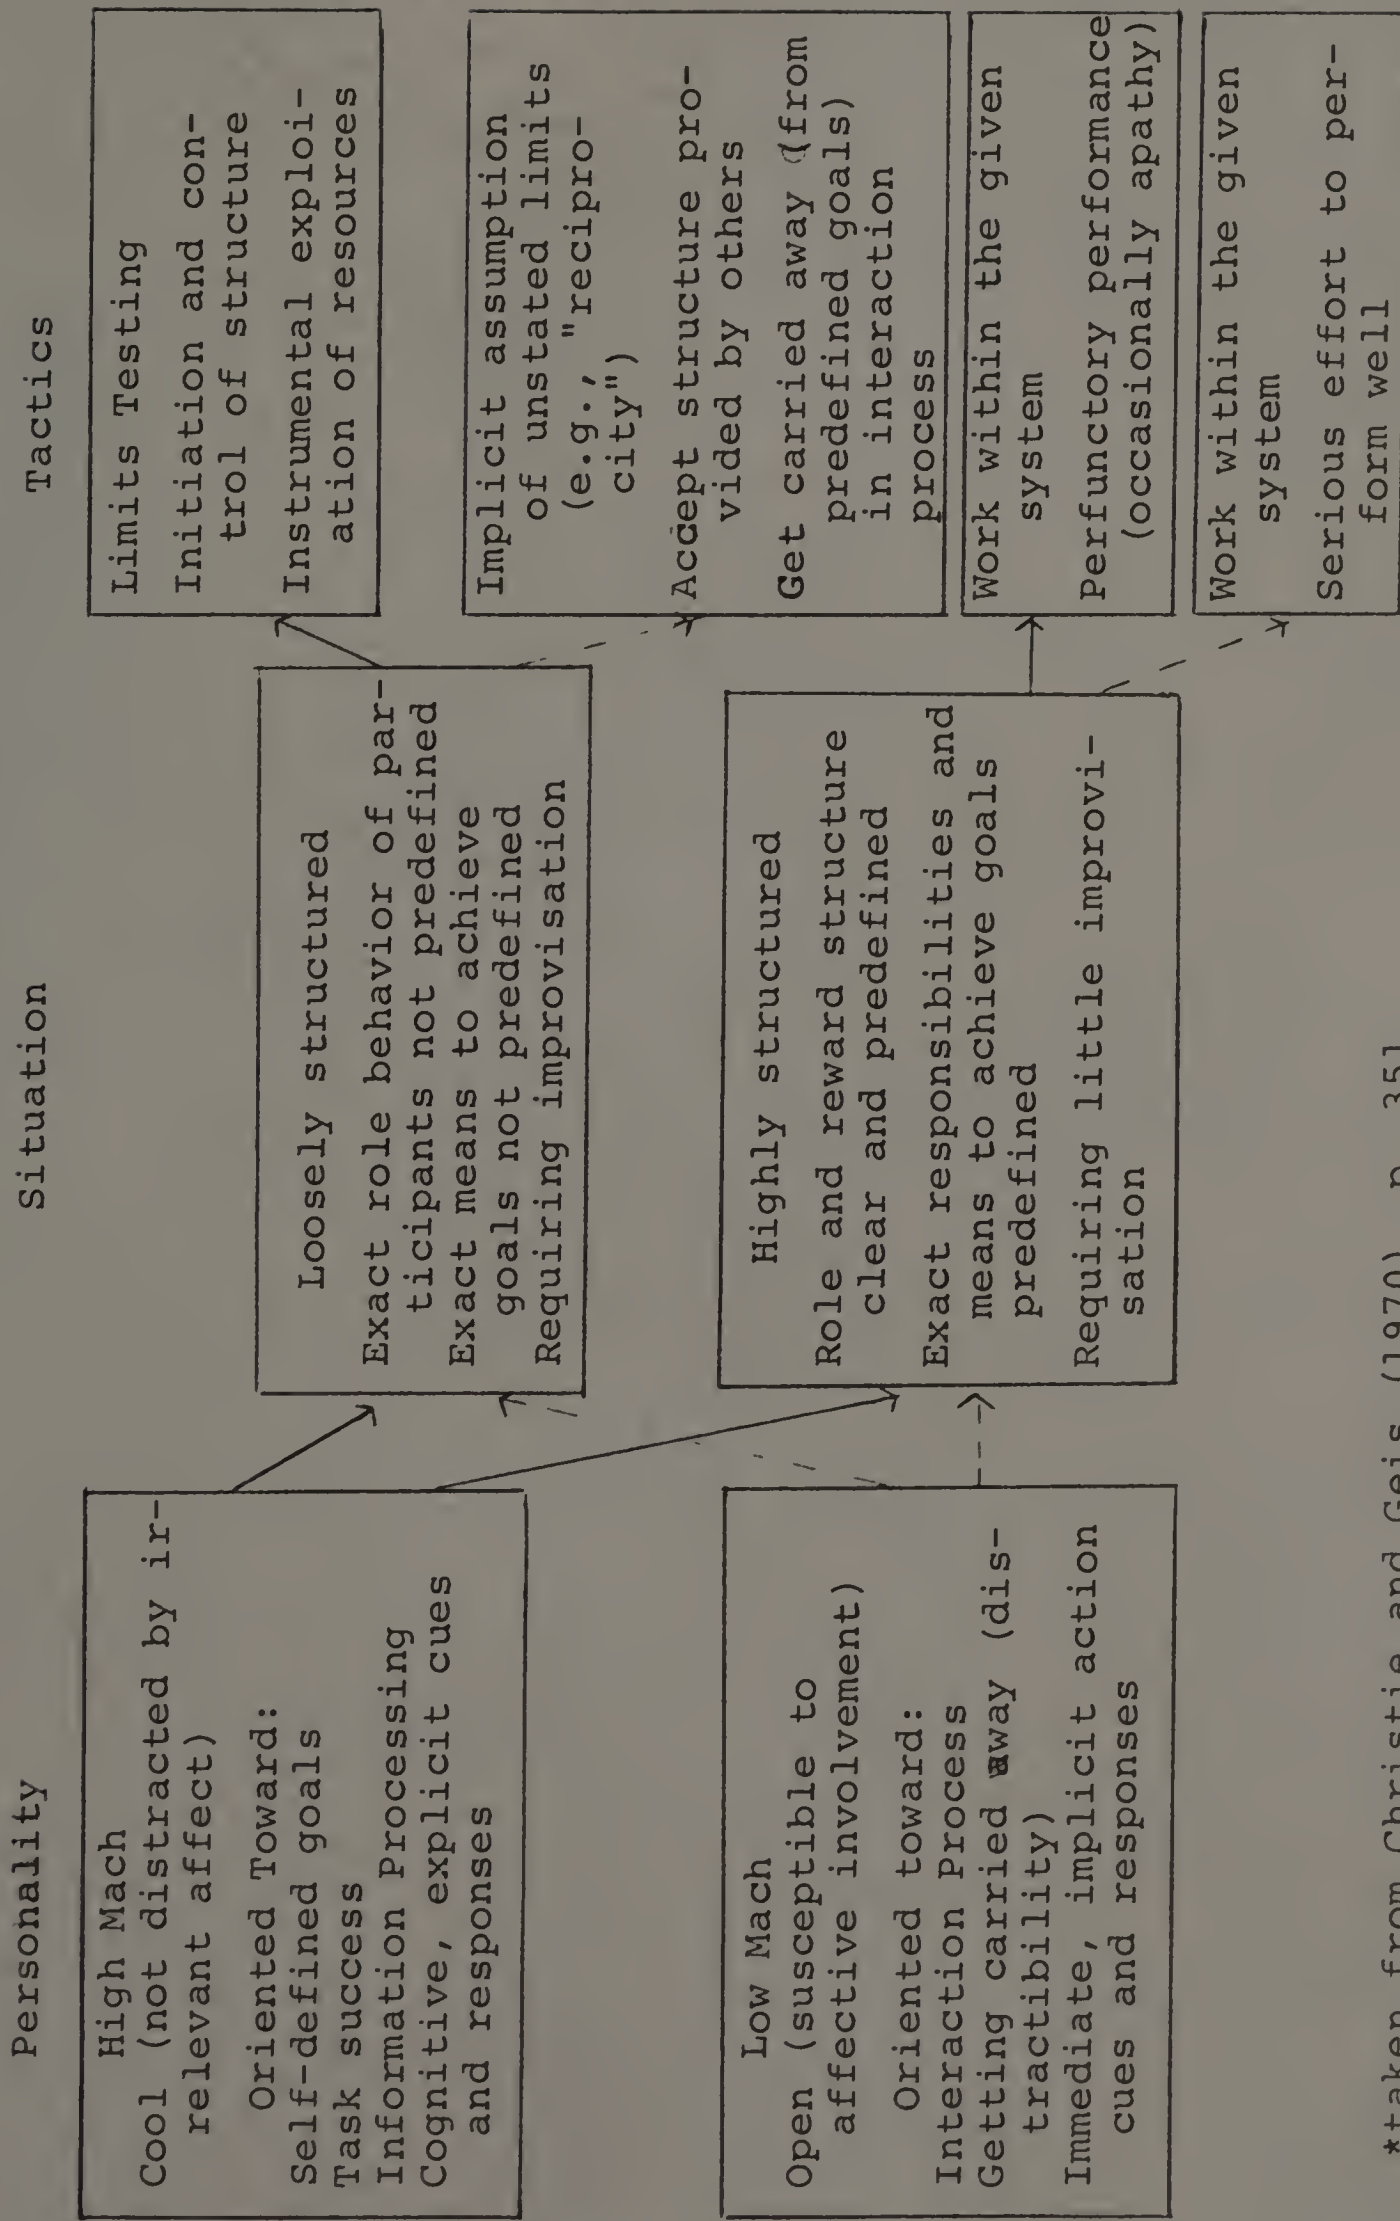 Personality
Situation
Tactics
High Mach
Cool (not distracted by ir-
relevant affect)
Oriented Toward:
Self-defined goals
Task success
Information Processing
Cognitive, explicit cues
and responses
Low Mach
Open (susceptible to
affective involvement)
Oriented toward:
Interaction Process
Getting carried away (dis-
tractibility)
Immediate, implicit action
cues and responses
Loosely structured
Exact role behavior of par-
ticipants not predefined
Exact means to achieve
goals not predefined
Requiring improvisation
Highly structured
Role and reward structure
clear and predefined
Exact responsibilities and
means to achieve goals
predefined
Requiring little improvi-
sation
Limits Testing
Initiation and con-
trol of structure
Instrumental exploi-
ation of resources
Implicit assumption
of unstated limits
(e.g., "recipro-
city")
Accept structure pro-
vided by others
Get carried away (from
predefined goals)
in interaction
process
Work within the given
system
Perfunctory performance
(occasionally apathy)
Work within the given
system
Serious effort to per-
form well
*taken from Christie and Geis (1970) p. 351